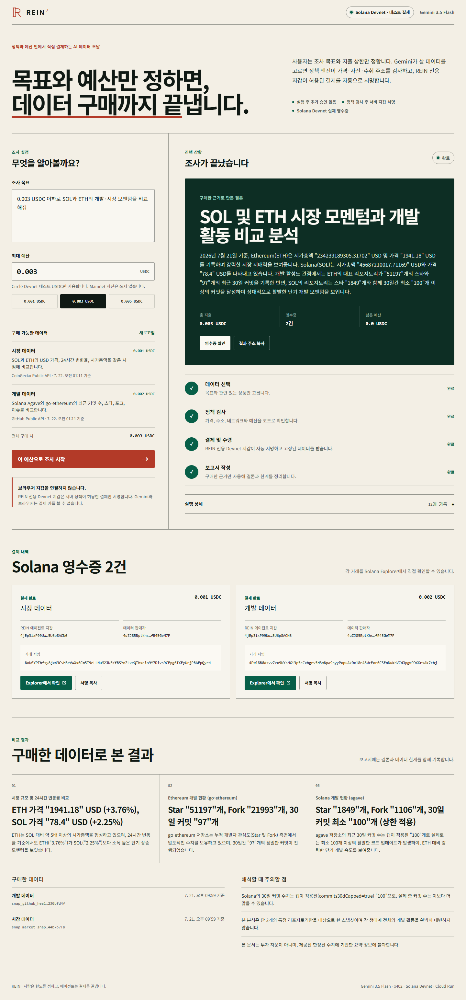 REIN /
Solana Devnet · 테스트 결제
Gemini 3.5 Flash
정책과 예산 안에서 직접 결제하는 AI 데이터 조달
목표와 예산만 정하면,
데이터 구매까지 끝냅니다.
사용자는 조사 목표와 지출 상한만 정합니다. Gemini가 살 데이터를
고르면 정책 엔진이 가격·자산·수취 주소를 검사하고, REIN 전용
지갑이 허용된 결제를 자동으로 서명합니다.
실행 후 추가 승인 없음
정책 검사 후 서버 지갑 서명
Solana Devnet 실제 영수증
조사 설정
무엇을 알아볼까요?
조사 목표
0.003 USDC 이하로 SOL과 ETH의 개발·시장 모멘텀을 비교
해줘
최대 예산
0.003
USDC
Circle Devnet 테스트 USDC만 사용합니다. Mainnet 자산은 쓰지 않습니다.
0.001 USDC
0.003 USDC
0.005 USDC
구매 가능한 데이터
새로고침
시장 데이터
0.001 USDC
SOL과 ETH의 USD 가격, 24시간 변화율, 시가총액을 같은 시
점에 비교합니다.
CoinGecko Public API · 7. 22. 오전 01:11 기준
개발 데이터
0.002 USDC
Solana Agave와 go-ethereum의 최근 커밋 수, 스타, 포크,
이슈를 비교합니다.
GitHub Public API · 7. 22. 오전 01:11 기준
전체 구매 시
0.003 USDC
이 예산으로 조사 시작 →
브라우저 지갑을 연결하지 않습니다.
REIN 전용 Devnet 지갑은 서버 정책이 허용한 결제만 서명합니다. Gemini와
브라우저는 결제 키를 볼 수 없습니다.
진행 상황
조사가 끝났습니다
완료
구매한 근거로 만든 결론
SOL 및 ETH 시장 모멘텀과 개발
활동 비교 분석
2026년 7월 21일 기준, Ethereum(ETH)은 시가총액 "234239189305.31702" USD 및 가격 "1941.18" USD
를 기록하며 강력한 시장 지배력을 보여줍니다. Solana(SOL)는 시가총액 "45687210017.71169" USD와 가격
"78.4" USD를 나타내고 있습니다. 개발 활성도 관점에서는 ETH의 대표 리포지토리가 "51197"개의 스타와
"97"개의 최근 30일 커밋을 기록한 반면, SOL의 리포지토리는 스타 "1849"개와 함께 30일간 최소 "100"개 이
상의 커밋을 달성하여 상대적으로 활발한 단기 개발 모멘텀을 보입니다.
총 지출
0.003 USDC
영수증
2건
남은 예산
0.0 USDC
영수증 확인
결과 주소 복사
데이터 선택
목표와 관련 있는 상품만 고릅니다.
완료
정책 검사
가격, 주소, 네트워크와 예산을 코드로 확인합니다.
완료
결제 및 수령
REIN 전용 Devnet 지갑이 자동 서명하고 고정된 데이터를 받습니다.
완료
보고서 작성
구매한 근거만 사용해 결론과 한계를 정리합니다.
완료
실행 상세
12개 기록 +
결제 내역
Solana 영수증 2건
각 거래를 Solana Explorer에서 직접 확인할 수 있습니다.
결제 완료
0.001 USDC
시장 데이터
REIN 에이전트 지갑
4jEp3ixP99Uw…5U6p8ACN6
데이터 판매자
4uZJ85RptKhs…fR45GeM7P
거래 서명
NoNGYPThfsy8jx43CvHBeVwXx6Cm5T9eLLNuM2JNEKfBSYnZLveQThxeio9Y7Divs9CEpg6TXFyUrjPBAEpQyrd
Explorer에서 확인
서명 복사
결제 완료
0.002 USDC
개발 데이터
REIN 에이전트 지갑
4jEp3ixP99Uw…5U6p8ACN6
데이터 판매자
4uZJ85RptKhs…fR45GeM7P
거래 서명
4Pw18BGdsvv7zo9WYsMXi3p5cCxhgrv5H3mNpa9hyyPopuAkDx18r48WcFor6CSEnNukbVCdJpgwPDXKrsAk7cbj
Explorer에서 확인
서명 복사
비교 결과
구매한 데이터로 본 결과
보고서에는 결론과 데이터 한계를 함께 기록합니다.
01
시장 규모 및 24시간 변동률 비교
ETH 가격 "1941.18" USD (+3.76%),
SOL 가격 "78.4" USD (+2.25%)
ETH는 SOL 대비 약 5배 이상의 시가총액을 형성하고 있으며, 24시간 변동
률 기준에서도 ETH("3.76%")가 SOL("2.25%")보다 소폭 높은 단기 상승
모멘텀을 보였습니다.
02
Ethereum 개발 현황 (go-ethereum)
Star "51197"개, Fork "21993"개, 30
일 커밋 "97"개
go-ethereum 저장소는 누적 개발자 관심도(Star 및 Fork) 측면에서
압도적인 수치를 보유하고 있으며, 30일간 "97"개의 정밀한 커밋이 진
행되었습니다.
03
Solana 개발 현황 (agave)
Star "1849"개, Fork "1106"개, 30일
커밋 최소 "100"개 (상한 적용)
agave 저장소의 최근 30일 커밋 수는 캡이 적용된 "100"개로 실제로
는 최소 100개 이상의 활발한 코드 업데이트가 발생하여, ETH 대비 강
력한 단기 개발 속도를 보여줍니다.
구매한 데이터
개발 데이터
7. 21. 오후 09:59 기준
snap_github_heal…230bfd4f
시장 데이터
7. 21. 오후 09:59 기준
snap_market_snap…44b7b7fb
해석할 때 주의할 점
Solana의 30일 커밋 수치는 캡이 적용된(commits30dCapped=true) "100"으로, 실제 총 커밋 수는 이보다 더
많을 수 있습니다.
본 분석은 단 2개의 특정 리포지토리만을 대상으로 한 스냅샷이며 각 생태계 전체의 개발 활동을 완벽히 대변하지
않습니다.
본 문서는 투자 자문이 아니며, 제공된 한정된 수치에 기반한 요약 정보에 불과합니다.
REIN · 사람은 한도를 정하고, 에이전트는 결제를 끝냅니다.
Gemini 3.5 Flash · x402 · Solana Devnet · Cloud Run